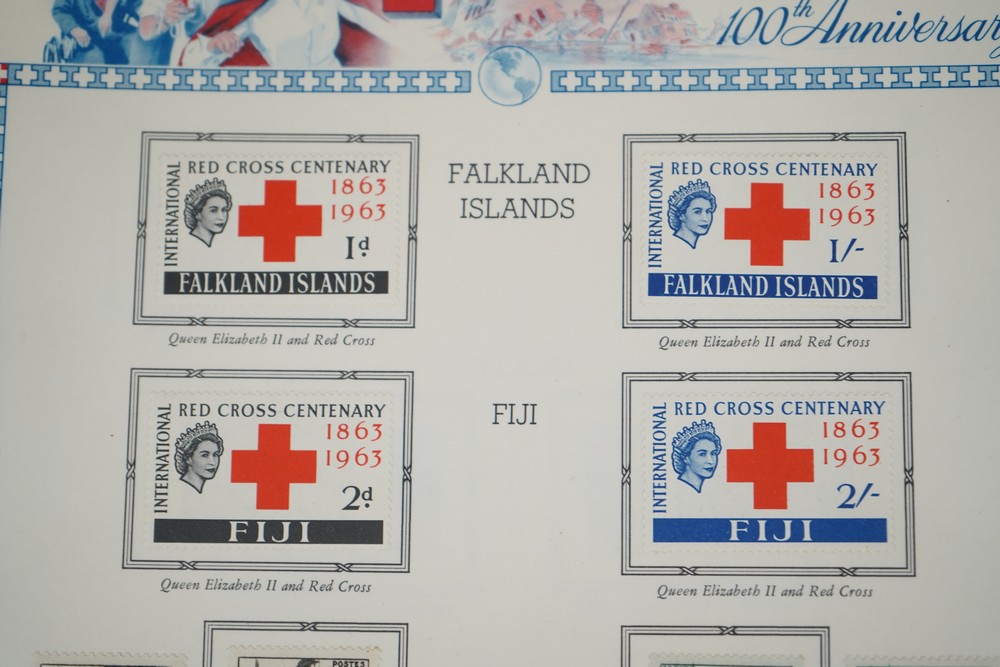 100th Anniversary
FALKLAND
ISLANDS
INTERNATIONAL
RED CROSS CENTENARY
1863
1963
1d.
FALKLAND ISLANDS
Queen Elizabeth II and Red Cross
INTERNATIONAL
RED CROSS CENTENARY
1863
1963
1/-
FALKLAND ISLANDS
Queen Elizabeth II and Red Cross
FIJI
INTERNATIONAL
RED CROSS CENTENARY
1863
1963
2d.
FIJI
Queen Elizabeth II and Red Cross
INTERNATIONAL
RED CROSS CENTENARY
1863
1963
2/-
FIJI
Queen Elizabeth II and Red Cross
POSTES